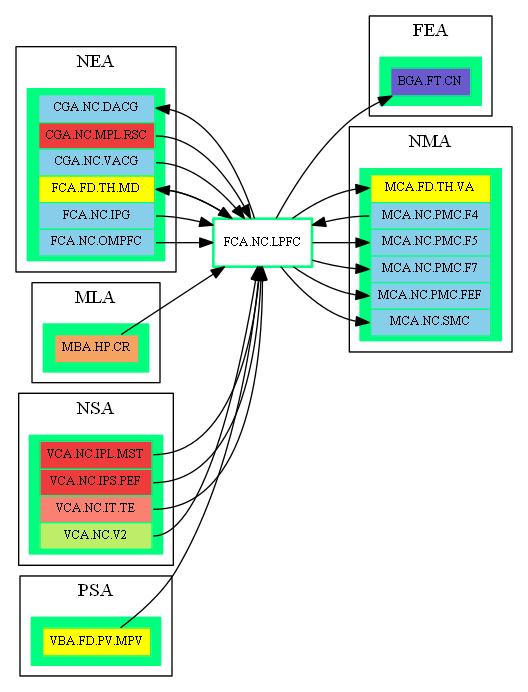 FEA
BGA.FT.CN
NEA
CGA.NC.DACG
CGA.NC.MPL.RSC
CGA.NC.VACG
FCA.FD.TH.MD
FCA.NC.IPG
FCA.NC.OMPFC
NMA
MCA.FD.TH.VA
MCA.NC.PMC.F4
MCA.NC.PMC.F5
MCA.NC.PMC.F7
MCA.NC.PMC.FEF
MCA.NC.SMC
FCA.NC.LPFC
MLA
MBA.HP.CR
NSA
VCA.NC.IPL.MST
VCA.NC.IPS.PEF
VCA.NC.IT.TE
VCA.NC.V2
PSA
VBA.FD.PV.MPV